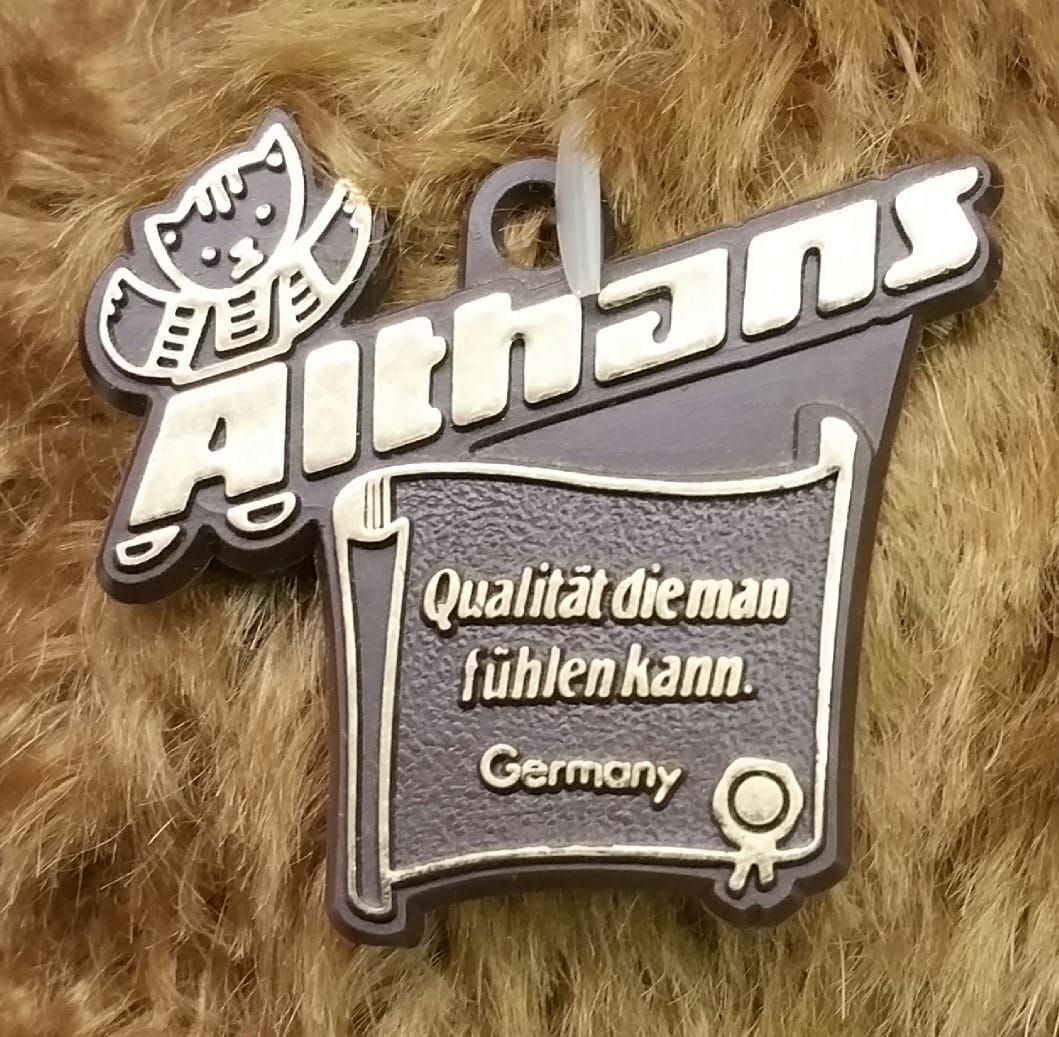 Althans
Qualität die man
fühlen kann.
Germany